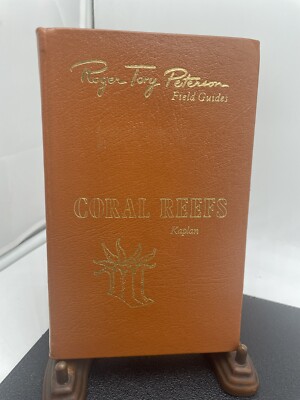 Roger Tory Peterson
Field Guides
CORAL REEFS
Kaplan